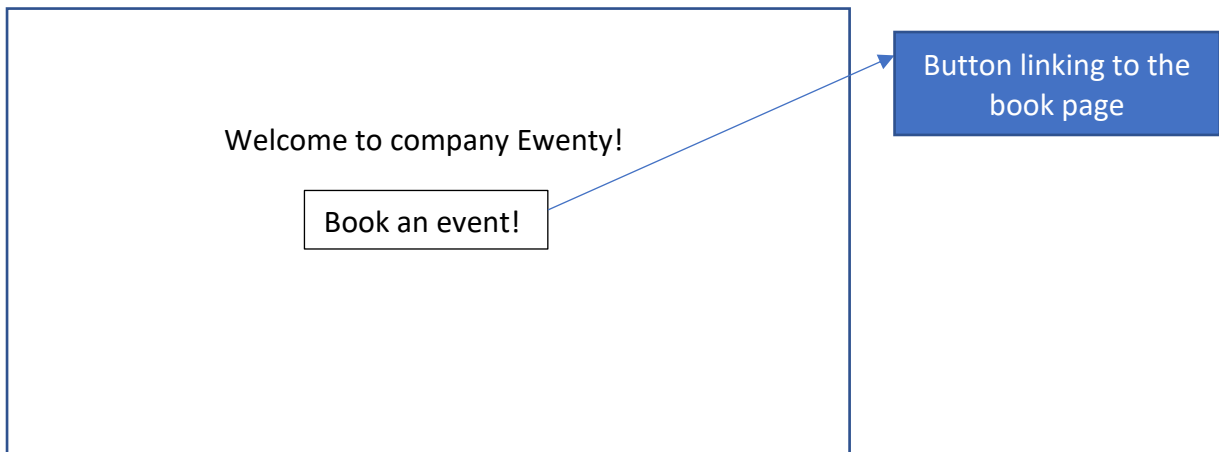 Welcome to company Ewenty!
Book an event!
Button linking to the
book page